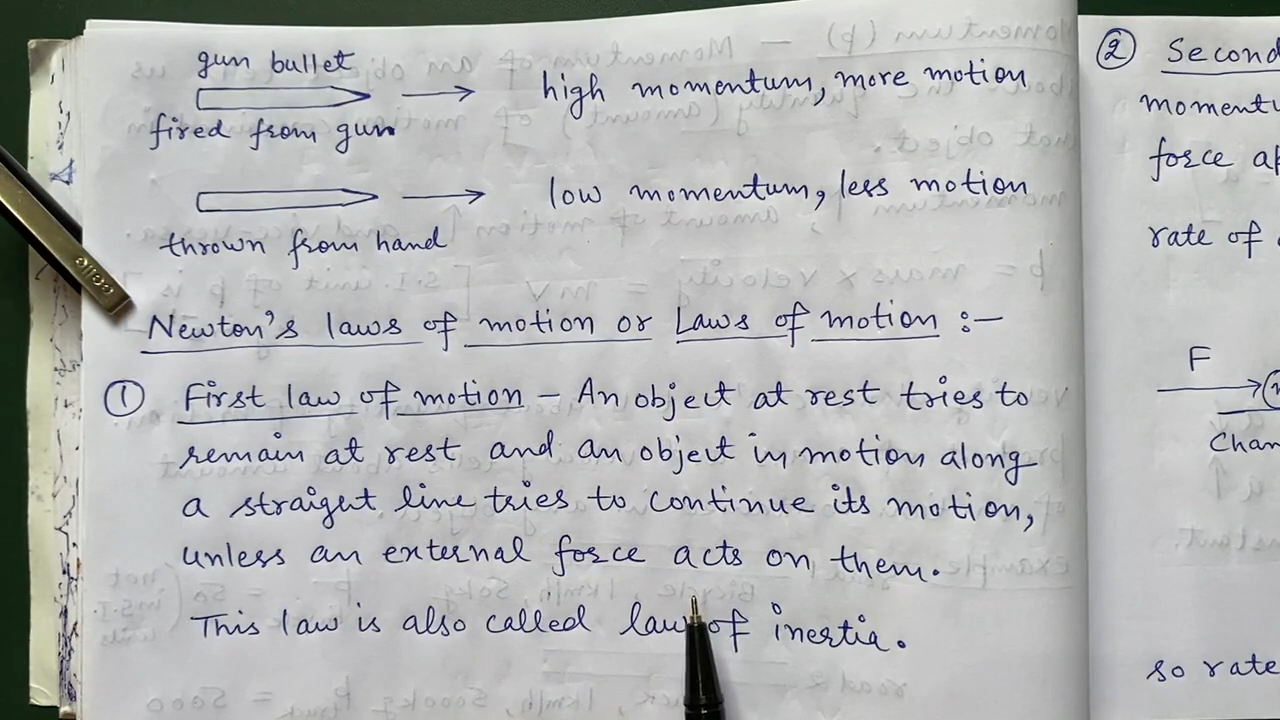 gun bullet
high momentum, more motion
fired from gun
low momentum, less motion
thrown from hand
Newton's laws of motion or Laws of motion :—
① First law of motion – An object at rest tries to
remain at rest and an object in motion along
a straignt line tries to continue its motion,
unless an external force acts on them.
This law is also called law of inertia.
② Second
momentu
force ap
rate of
F
Chan
so rate